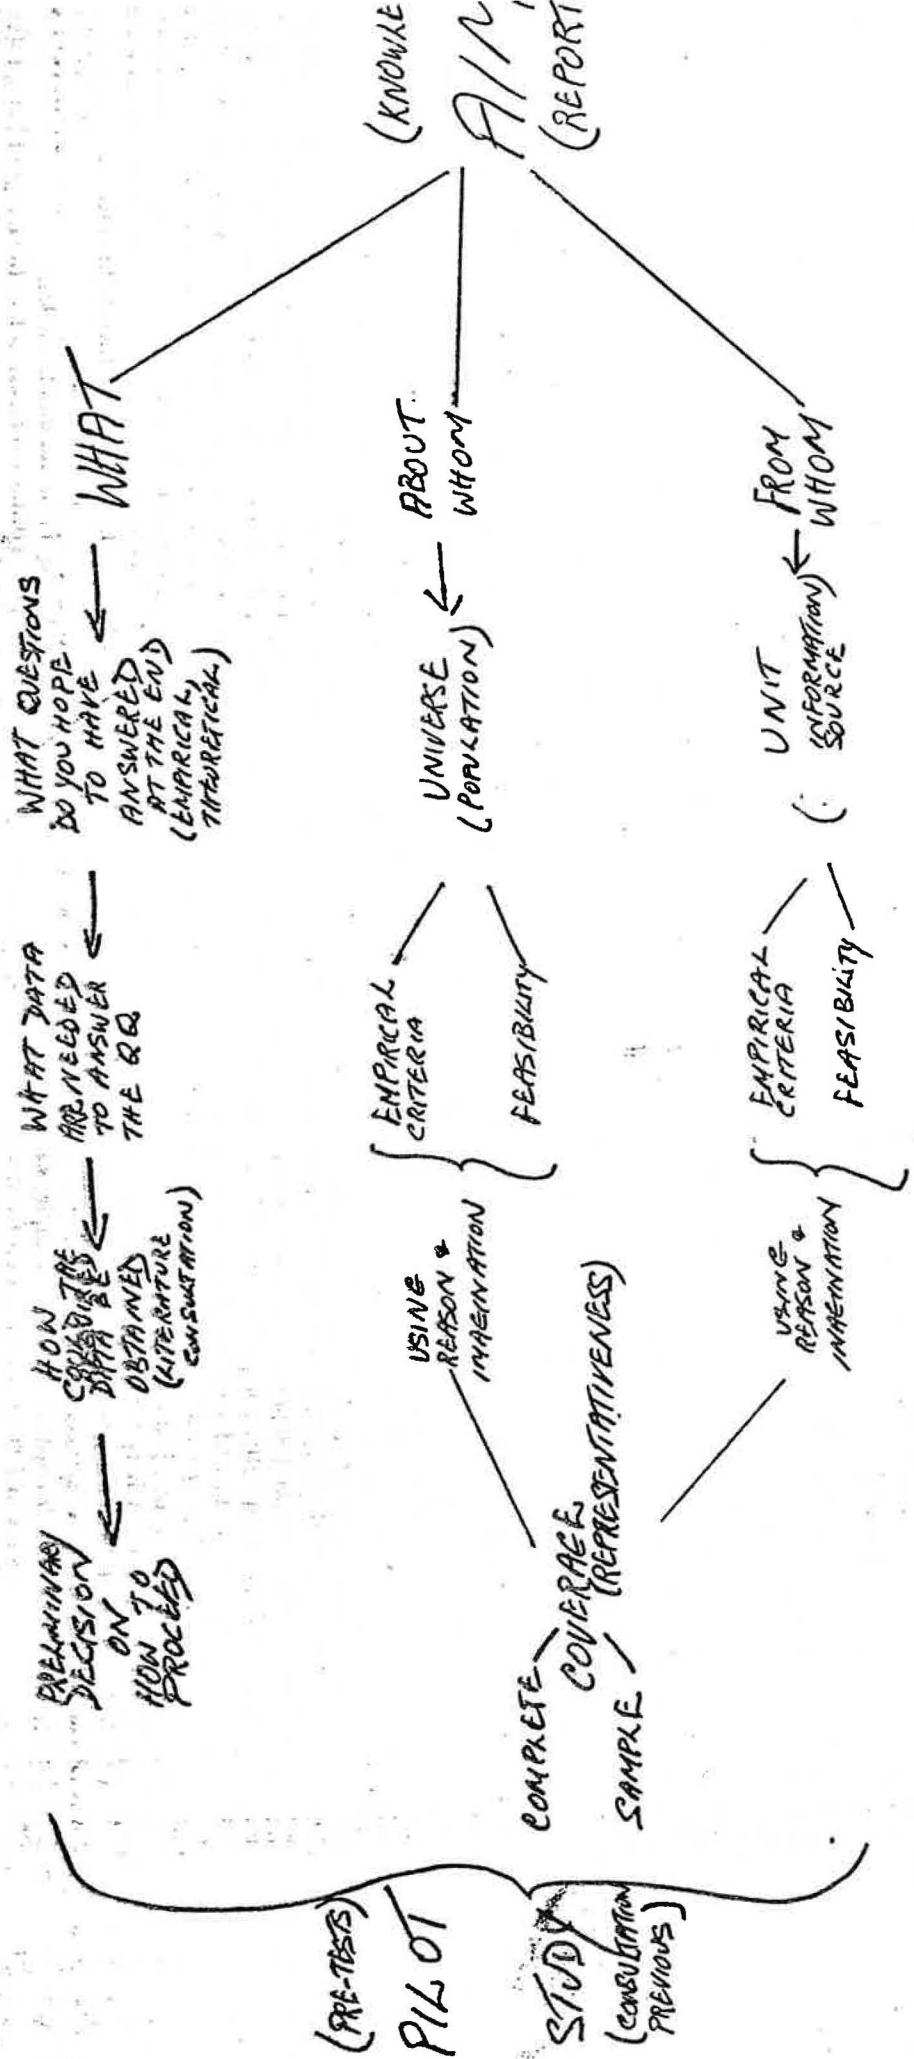 (KNOWLE
AIM
(REPORT
WHAT
WHAT QUESTIONS
DO YOU HOPE
TO HAVE
ANSWERED
AT THE END
(EMPIRICAL,
THEORETICAL)
WHAT DATA
ARE NEEDED
TO ANSWER
THE QQ
HOW
COULD THE
DATA BE
OBTAINED
(LITERATURE
CONSULTATION)
PRELIMINARY
DECISION
ON
HOW TO
PROCEED
ABOUT
WHOM
UNIVERSE
(POPULATION)
EMPIRICAL
CRITERIA
FEASIBILITY
USING
REASON &
IMAGINATION
FROM
WHOM
UNIT
(INFORMATION)
SOURCE
EMPIRICAL
CRITERIA
FEASIBILITY
USING
REASON &
IMAGINATION
COVERAGE
(REPRESENTATIVENESS)
COMPLETE
SAMPLE
(PRE-TESTS)
PILOT
STUDY
(CONSULTATION
PREVIOUS)